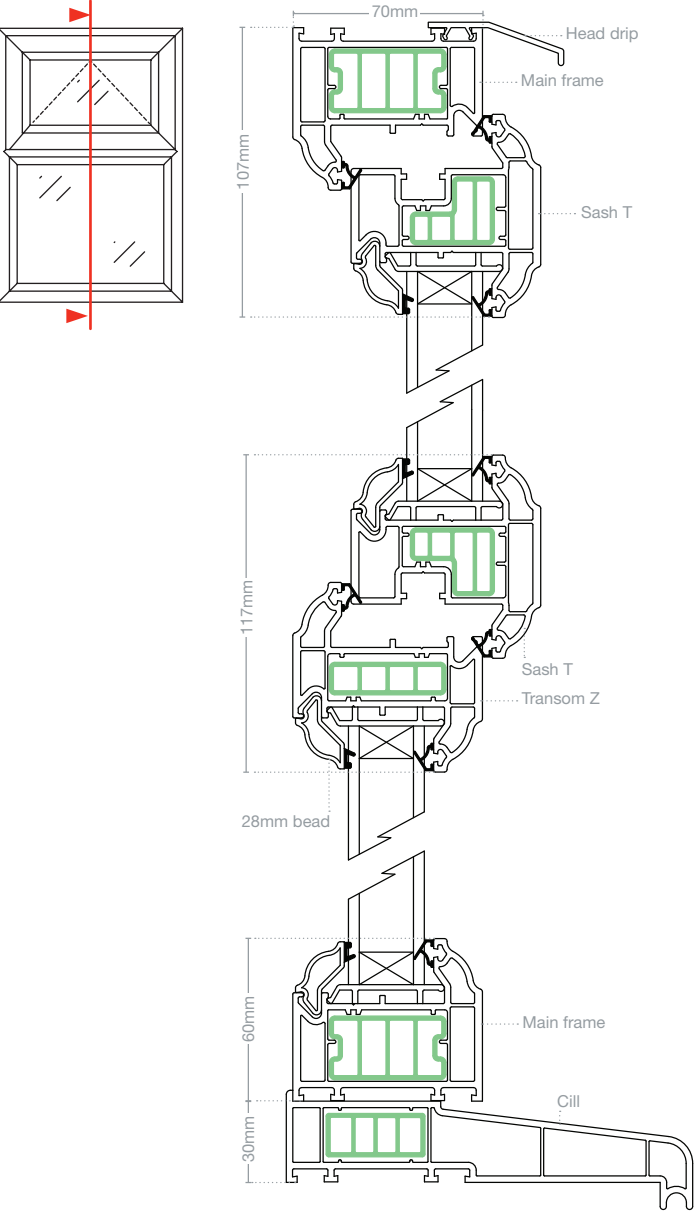 70mm
Head drip
Main frame
107mm
Sash T
117mm
Sash T
Transom Z
28mm bead
60mm
Main frame
Cill
30mm